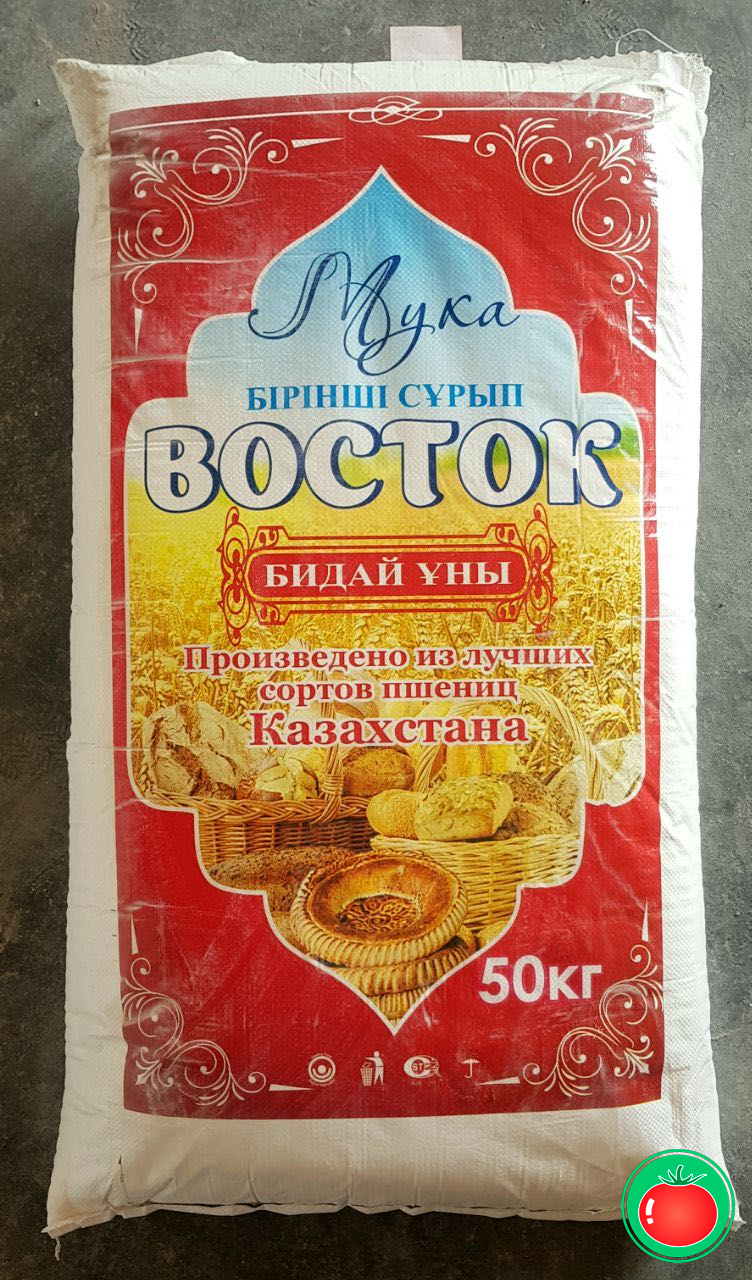 Мука
БІРІНШІ СҰРЫП
ВОСТОК
БИДАЙ ҰНЫ
Произведено из лучших
сортов пшениц
Казахстана
50кг